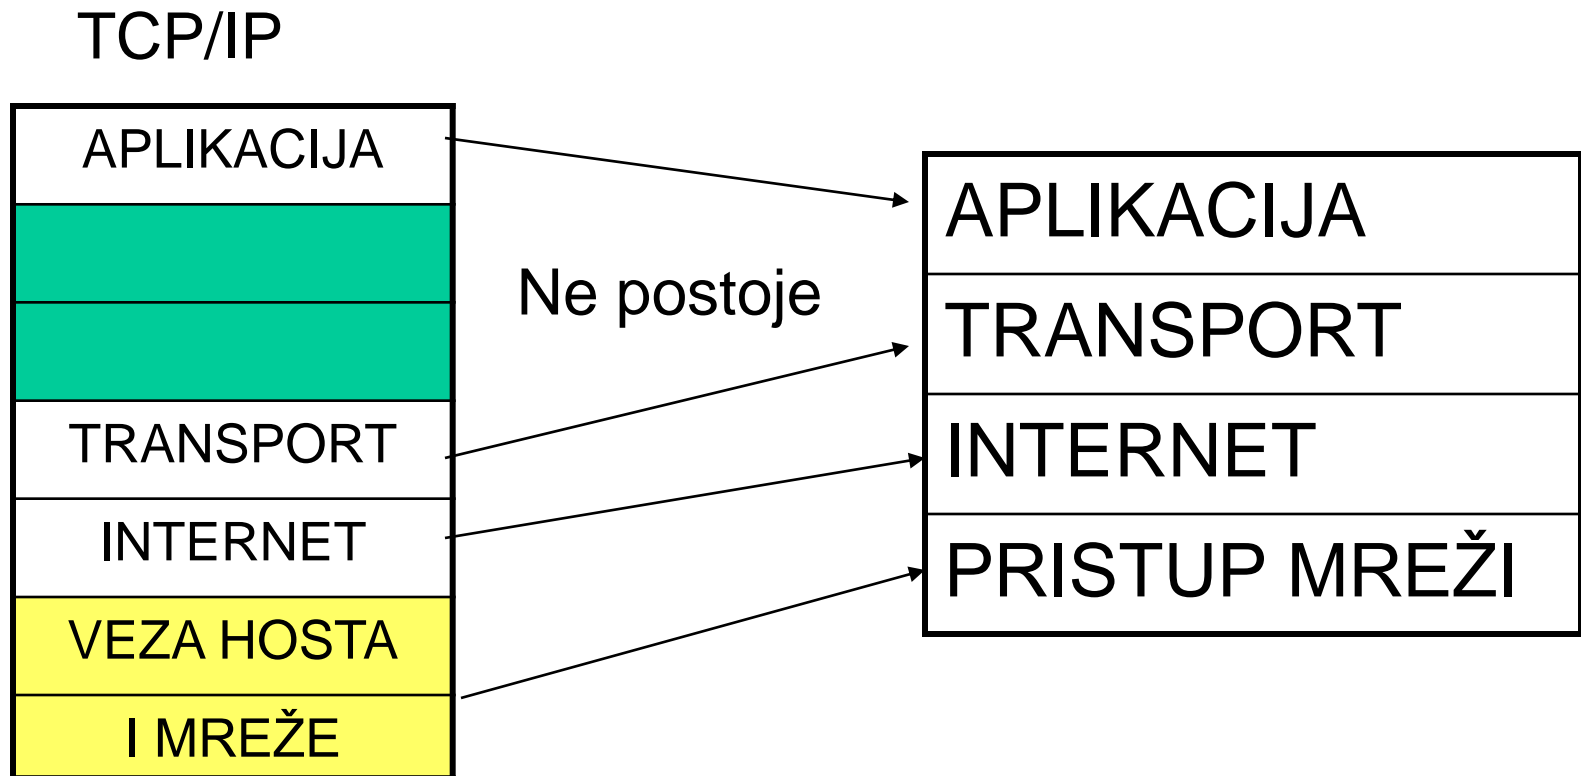 TCP/IP
APLIKACIJA
Ne postoje
TRANSPORT
INTERNET
VEZA HOSTA
I MREŽE
APLIKACIJA
TRANSPORT
INTERNET
PRISTUP MREŽI